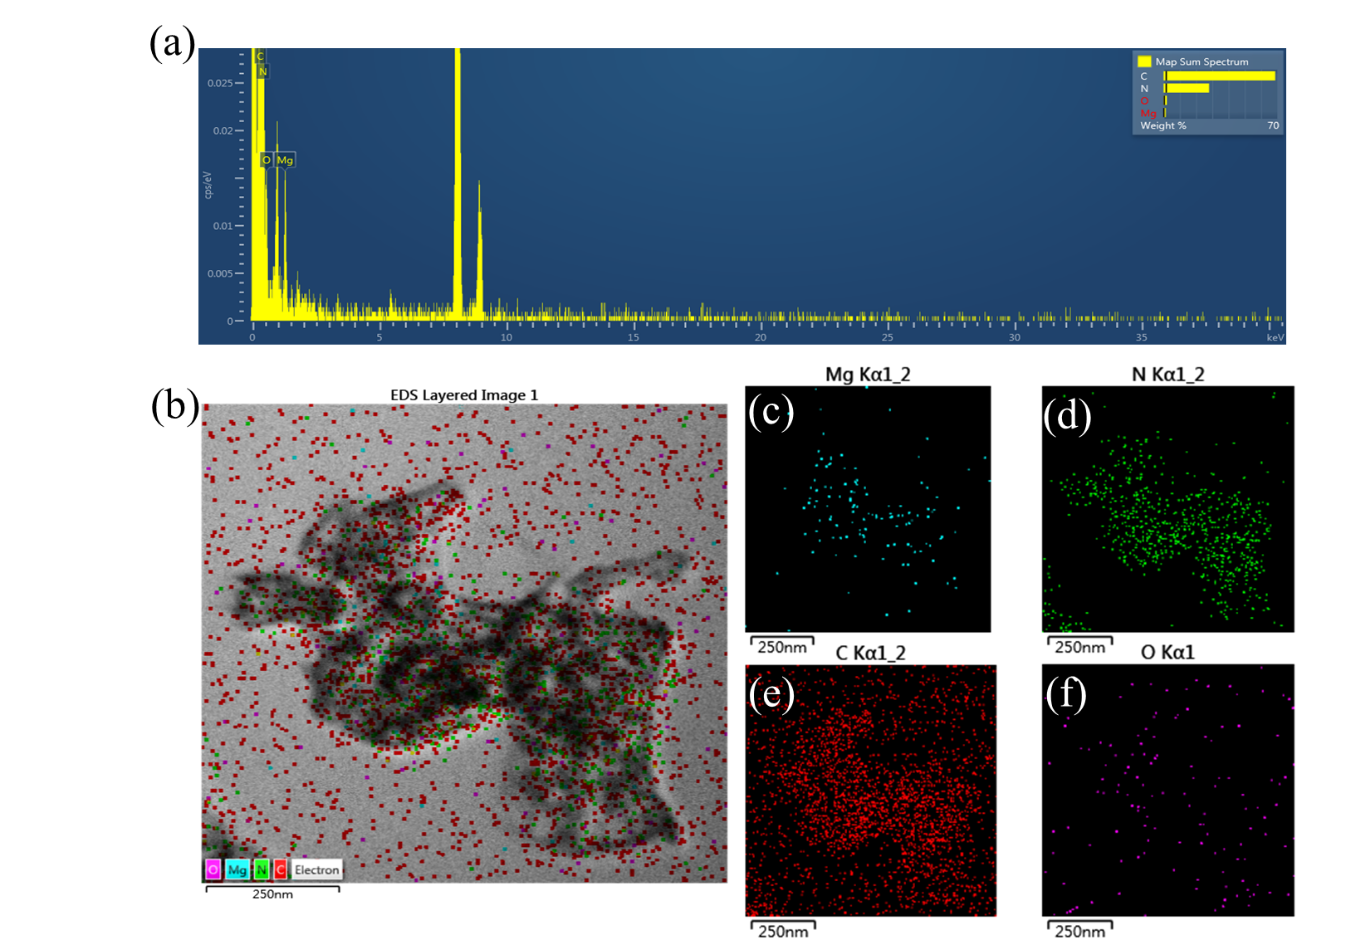 (a)
C
N
O Mg
0.025
0.02
0.01
0.005
0
cps/eV
0 5 10 15 20 25 30 35 keV
Map Sum Spectrum
C
N
O
Mg
Weight % 70
(b)
EDS Layered Image 1
O Mg N C Electron
250nm
Mg Kα1_2
(c)
250nm
N Kα1_2
(d)
250nm
C Kα1_2
(e)
250nm
O Kα1
(f)
250nm